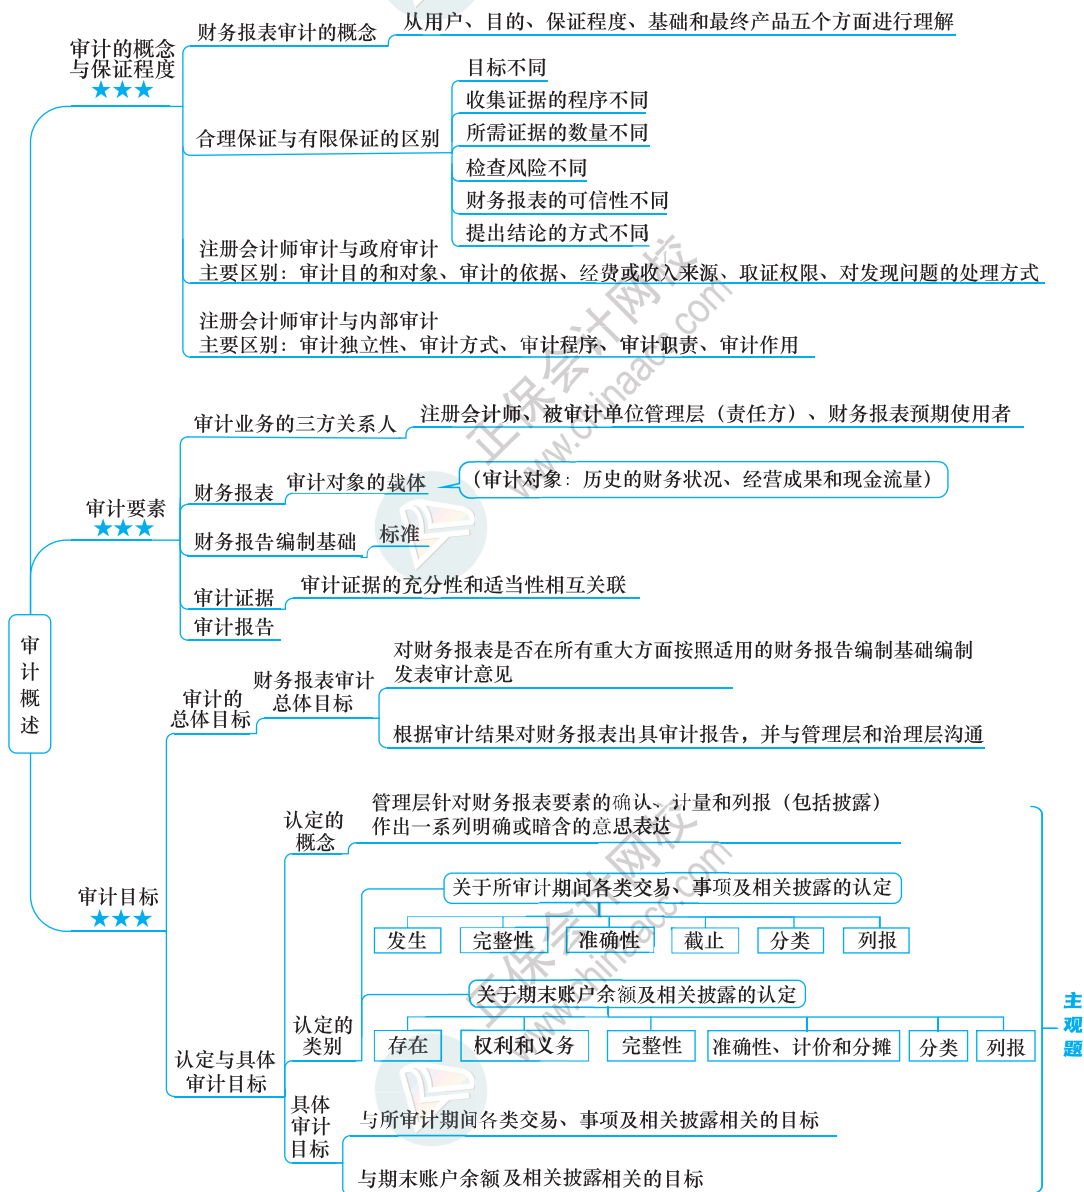 审计概述
审计的概念
与保证程度
★★★
财务报表审计的概念
从用户、目的、保证程度、基础和最终产品五个方面进行理解
合理保证与有限保证的区别
目标不同
收集证据的程序不同
所需证据的数量不同
检查风险不同
财务报表的可信性不同
提出结论的方式不同
注册会计师审计与政府审计
主要区别：审计目的和对象、审计的依据、经费或收入来源、取证权限、对发现问题的处理方式
注册会计师审计与内部审计
主要区别：审计独立性、审计方式、审计程序、审计职责、审计作用
审计要素
★★★
审计业务的三方关系人
注册会计师、被审计单位管理层（责任方）、财务报表预期使用者
财务报表
审计对象的载体
（审计对象：历史的财务状况、经营成果和现金流量）
财务报告编制基础
标准
审计证据
审计证据的充分性和适当性相互关联
审计报告
审计目标
★★★
审计的
总体目标
财务报表审计
总体目标
对财务报表是否在所有重大方面按照适用的财务报告编制基础编制
发表审计意见
根据审计结果对财务报表出具审计报告，并与管理层和治理层沟通
认定与具体
审计目标
认定的
概念
管理层针对财务报表要素的确认、计量和列报（包括披露）
作出一系列明确或暗含的意思表达
认定的
类别
关于所审计期间各类交易、事项及相关披露的认定
发生
完整性
准确性
截止
分类
列报
关于期末账户余额及相关披露的认定
存在
权利和义务
完整性
准确性、计价和分摊
分类
列报
具体
审计
目标
与所审计期间各类交易、事项及相关披露相关的目标
与期末账户余额及相关披露相关的目标
主观题
正保会计网校
www.chinaacc.com
正保会计网校
www.chinaacc.com